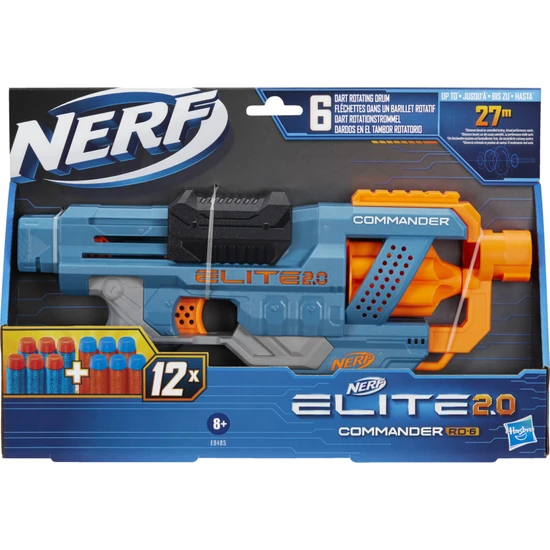 NERF
6
DART ROTATING DRUM
FLÉCHETTES DANS UN BARILLET ROTATIF
DART ROTATIONSTROMMEL
DARDOS EN EL TAMBOR ROTATORIO
UP TO • JUSQU'À • BIS ZU • HASTA
27m
COMMANDER
ELITE 2.0
NERF
12x
+
8+
E9485
NERF
ELITE 2.0
COMMANDER RD-6
Hasbro